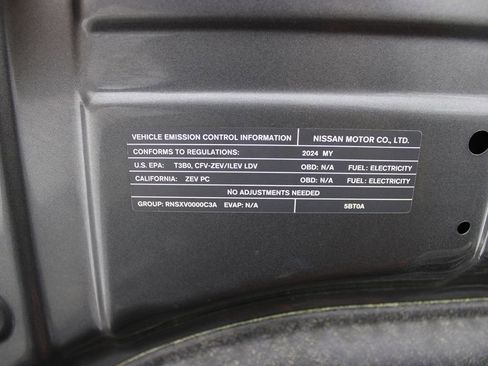 VEHICLE EMISSION CONTROL INFORMATION NISSAN MOTOR CO., LTD.
CONFORMS TO REGULATIONS: 2024 MY
U.S. EPA: T3B0, CFV-ZEV/ILEV LDV OBD: N/A FUEL: ELECTRICITY
CALIFORNIA: ZEV PC OBD: N/A FUEL: ELECTRICITY
NO ADJUSTMENTS NEEDED
GROUP: RNSXV0000C3A EVAP: N/A 5BT0A